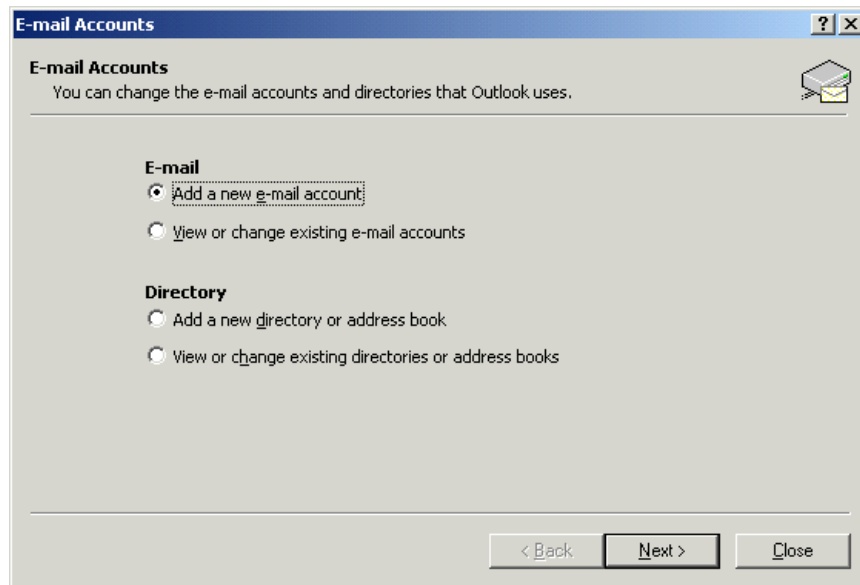 E-mail Accounts
E-mail Accounts
You can change the e-mail accounts and directories that Outlook uses.
E-mail
Add a new e-mail account
View or change existing e-mail accounts
Directory
Add a new directory or address book
View or change existing directories or address books
< Back Next > Close